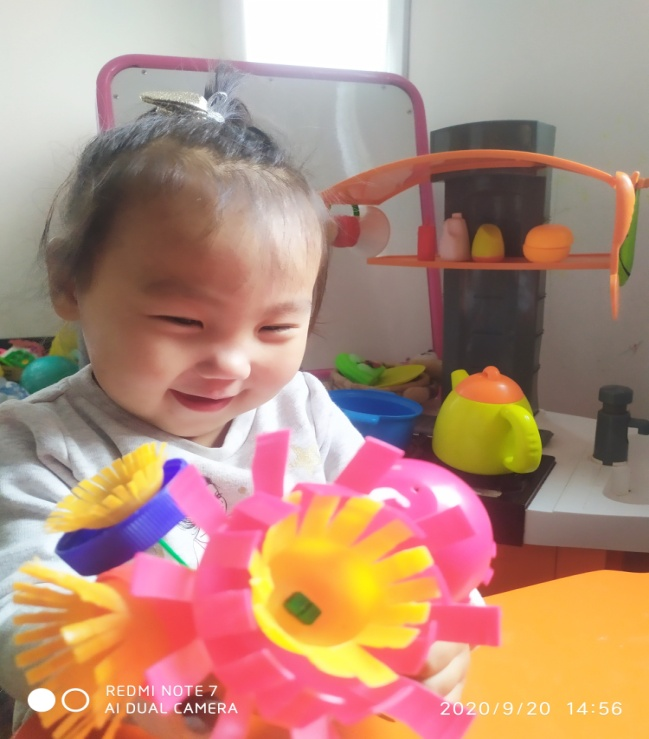 REDMI NOTE 7
AI DUAL CAMERA
2020/9/20 14:56